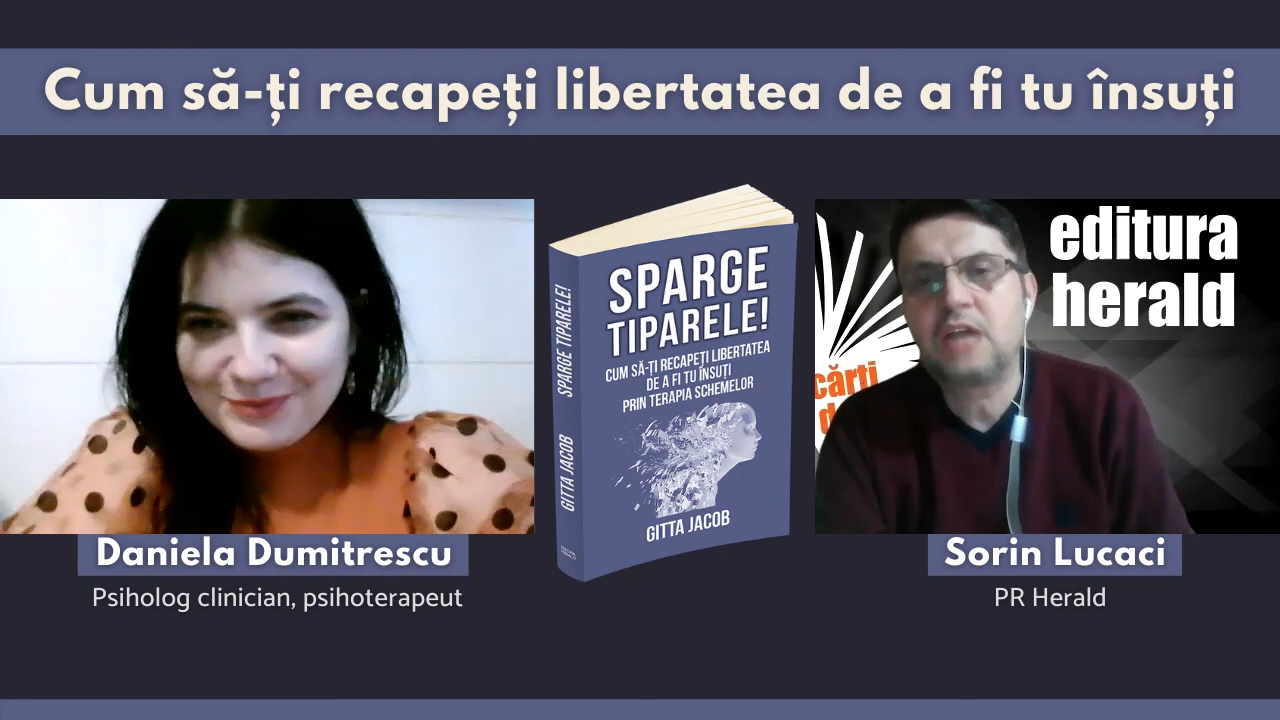 Cum să-ți recapeți libertatea de a fi tu însuți
SPARGE TIPARELE!
GITTA JACOB
SPARGE
TIPARELE!
CUM SĂ-ȚI RECAPEȚI LIBERTATEA
DE A FI TU ÎNSUȚI
PRIN TERAPIA SCHEMELOR
GITTA JACOB
editura
herald
cărți
d
Daniela Dumitrescu
Psiholog clinician, psihoterapeut
Sorin Lucaci
PR Herald